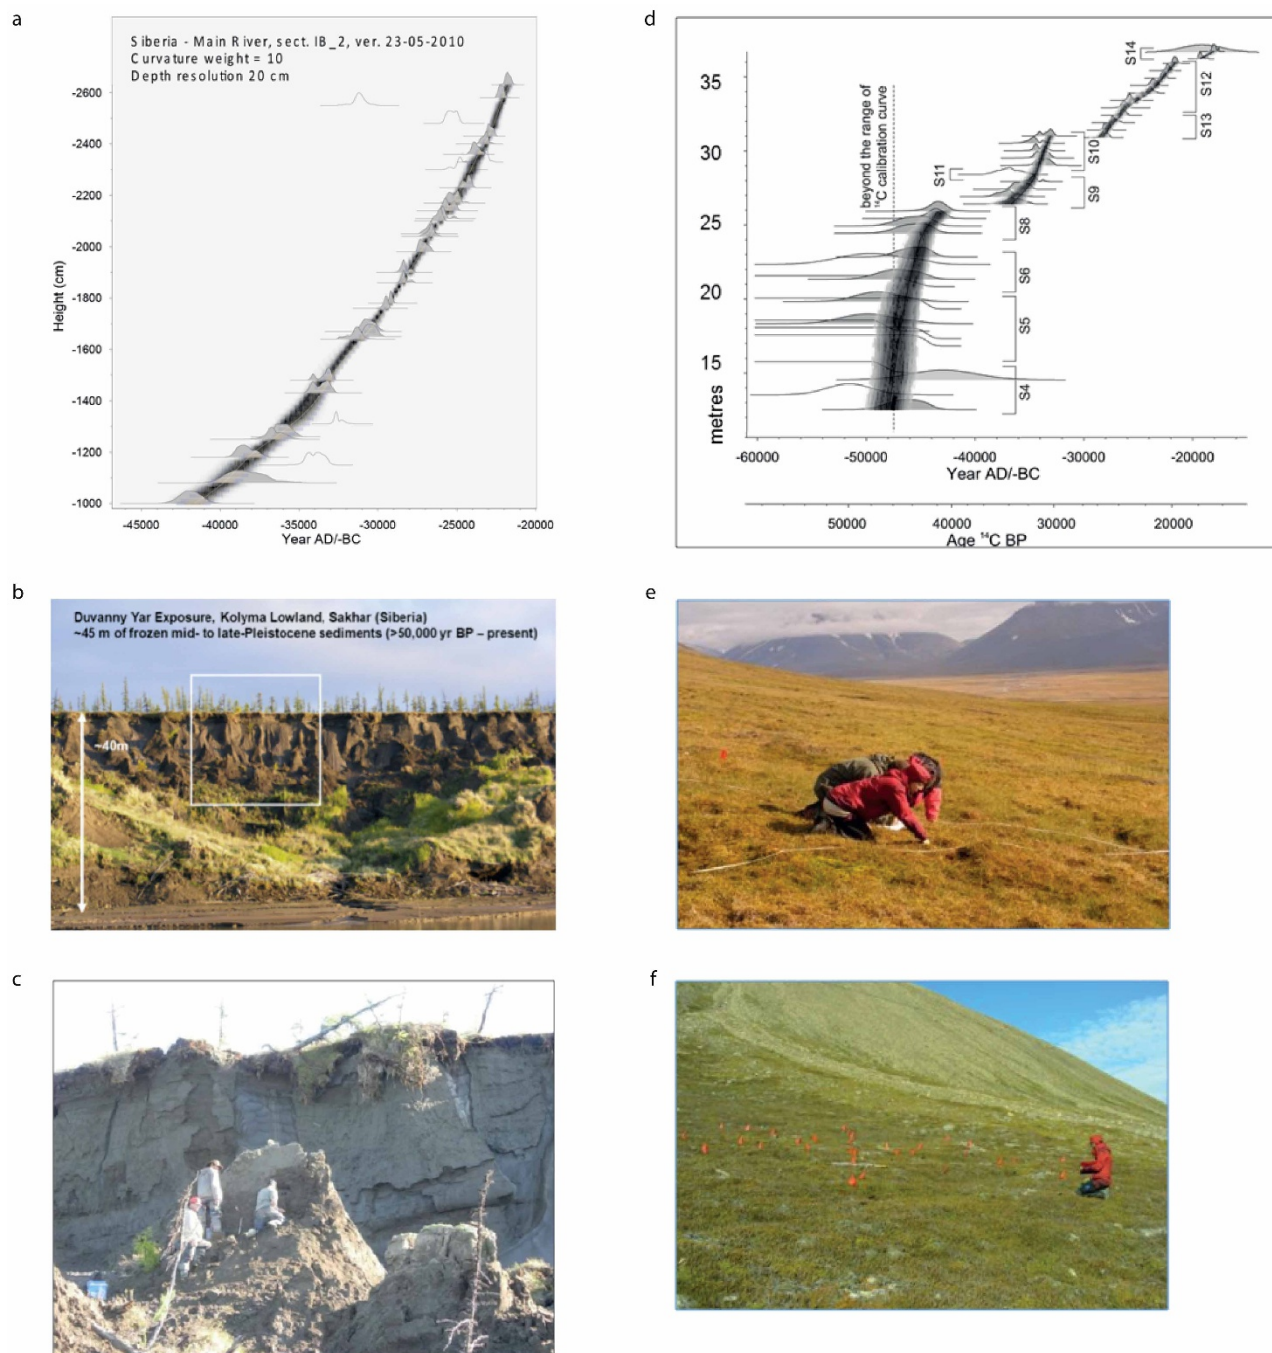 a
Siberia - Main River, sect. IB_2, ver. 23-05-2010
Curvature weight = 10
Depth resolution 20 cm
Height (cm)
-2600
-2400
-2200
-2000
-1800
-1600
-1400
-1200
-1000
-45000 -40000 -35000 -30000 -25000 -20000
Year AD/-BC
d
beyond the range of
¹⁴C calibration curve
metres
35
30
25
20
15
S14
S12
S13
S10
S11
S9
S8
S6
S5
S4
-60000 -50000 -40000 -30000 -20000
Year AD/-BC
50000 40000 30000 20000
Age ¹⁴C BP
b
Duvanny Yar Exposure, Kolyma Lowland, Sakhar (Siberia)
~45 m of frozen mid- to late-Pleistocene sediments (>50,000 yr BP – present)
~40m
e
c
f